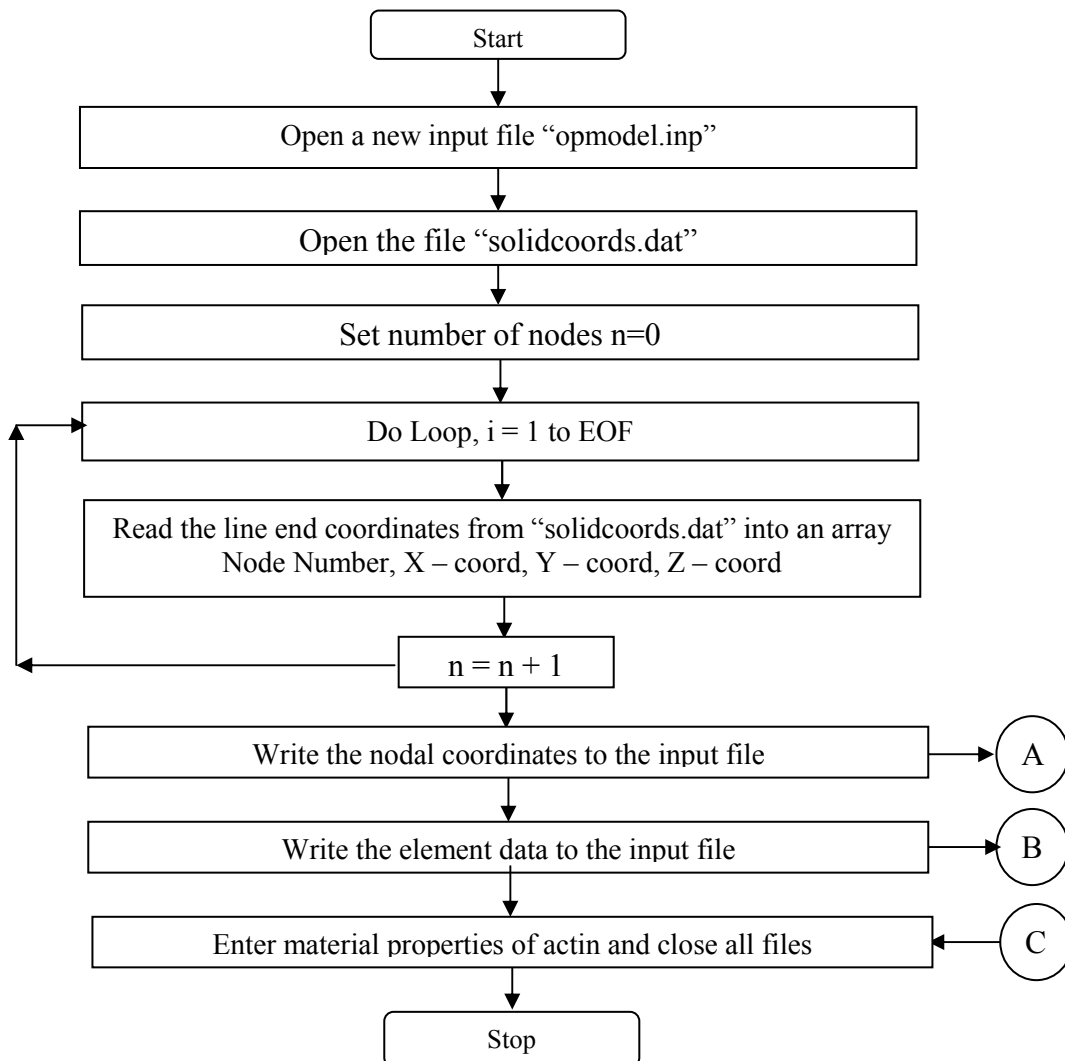 Start
Open a new input file “opmodel.inp”
Open the file “solidcoords.dat”
Set number of nodes n=0
Do Loop, i = 1 to EOF
Read the line end coordinates from “solidcoords.dat” into an array
Node Number, X – coord, Y – coord, Z – coord
n = n + 1
Write the nodal coordinates to the input file
A
Write the element data to the input file
B
Enter material properties of actin and close all files
C
Stop